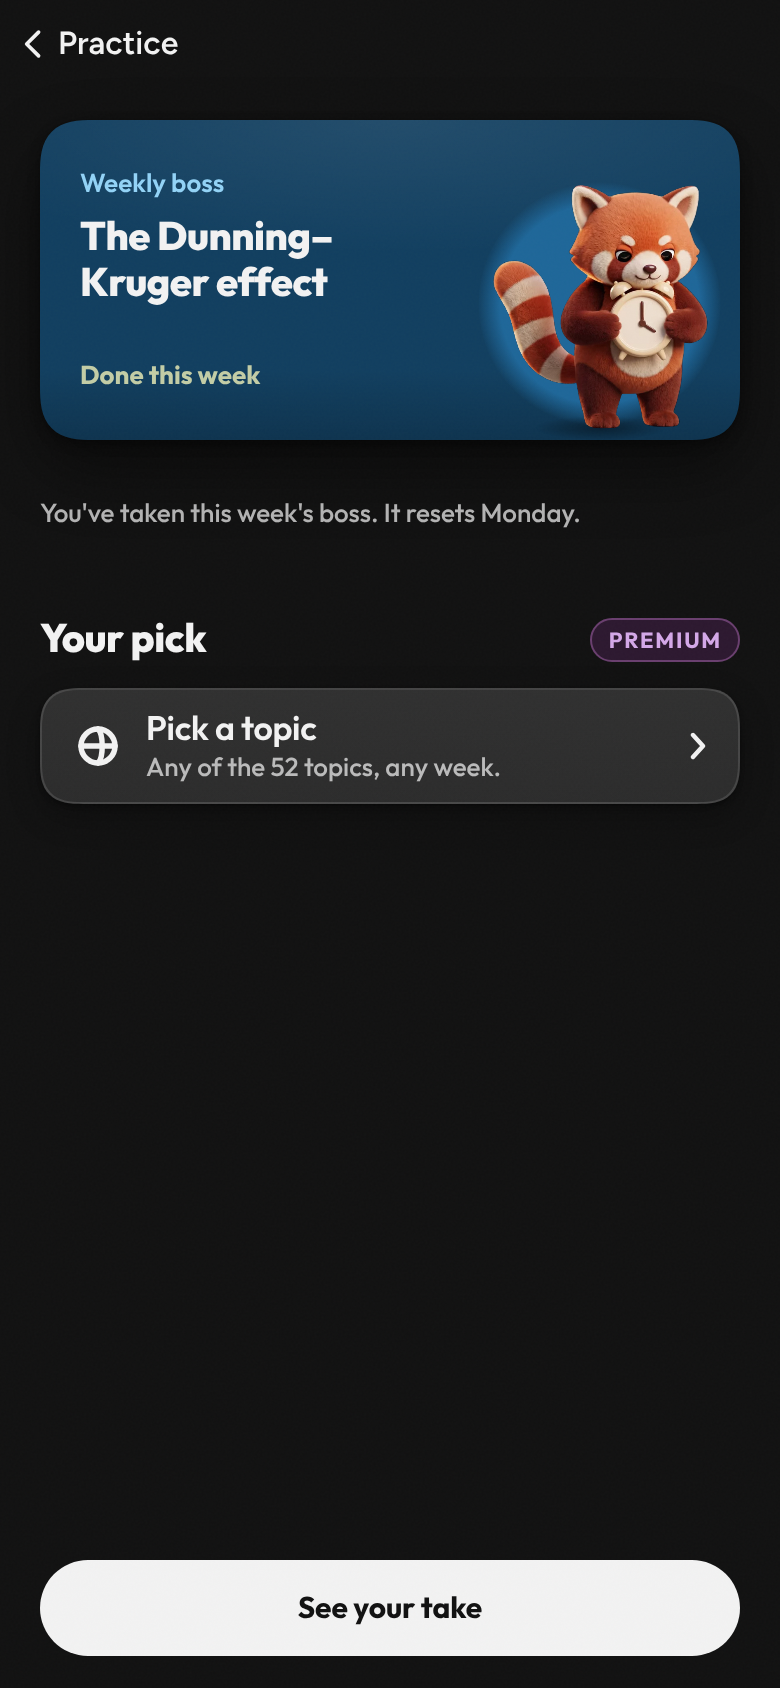 Practice
Weekly boss
The Dunning–
Kruger effect
Done this week
You've taken this week's boss. It resets Monday.
Your pick
PREMIUM
Pick a topic
Any of the 52 topics, any week.
See your take